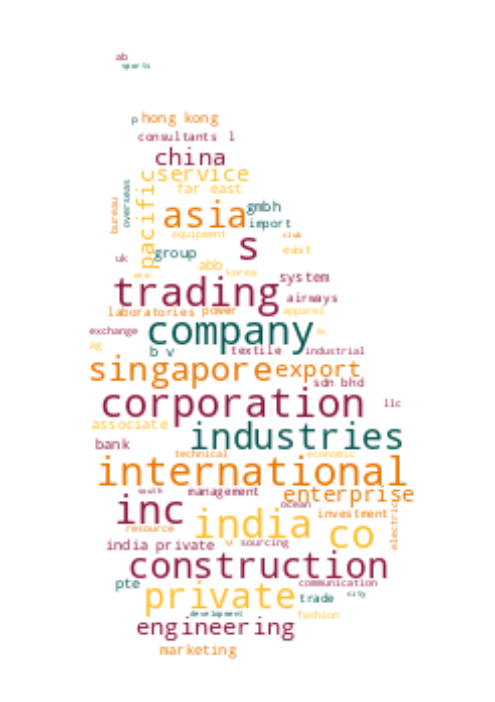 ab
sports
p hong kong
consultants l
china
service
far east
pacific
overseas
bureau
asia
gmbh
import
equipment
club
s
east
uk
group
abb
korea
system
trading
airways
laboratories power
apparel
exchange
company
ag
b v
textile
industrial
singapore
export
sdn bhd
corporation
llc
associate
industries
bank
technical
economic
international
south
management
enterprise
inc
ocean
india
co
investment
electric
resource
india private
v
sourcing
construction
pte
communication
private
trade
city
development
fashion
engineering
marketing